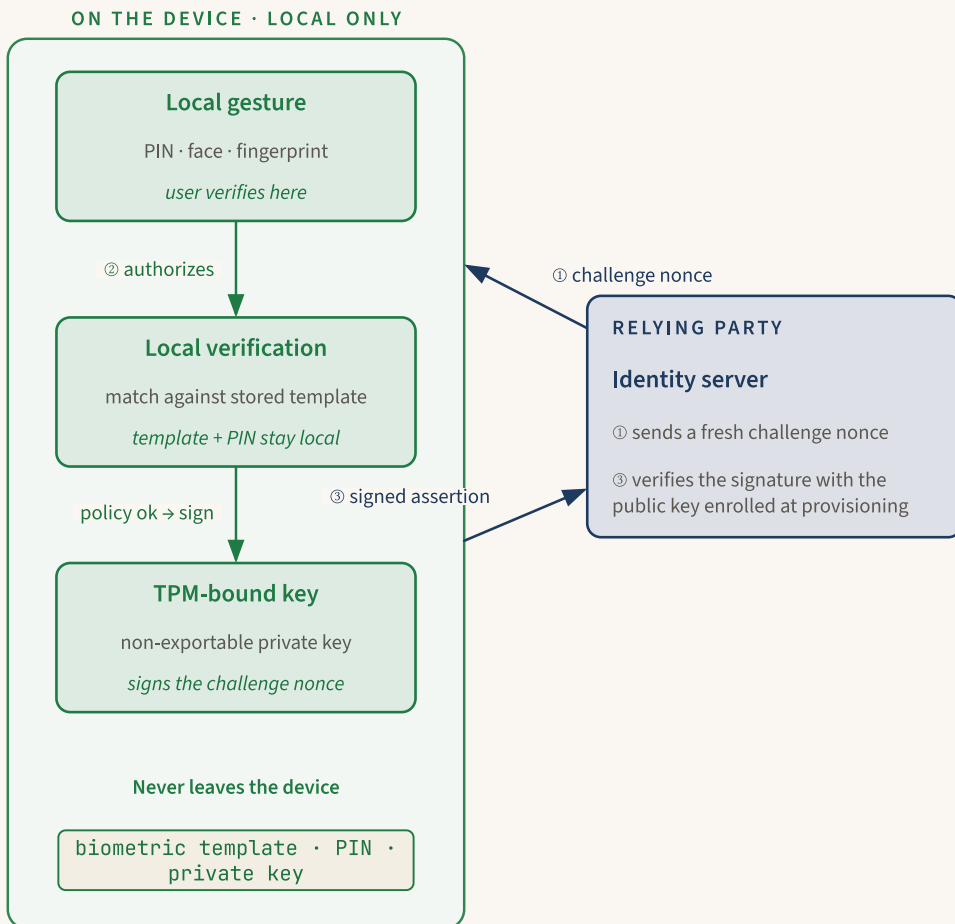 ON THE DEVICE · LOCAL ONLY
Local gesture
PIN · face · fingerprint
user verifies here
② authorizes
Local verification
match against stored template
template + PIN stay local
policy ok → sign
TPM-bound key
non-exportable private key
signs the challenge nonce
Never leaves the device
biometric template · PIN ·
private key
① challenge nonce
③ signed assertion
RELYING PARTY
Identity server
① sends a fresh challenge nonce
③ verifies the signature with the
public key enrolled at provisioning